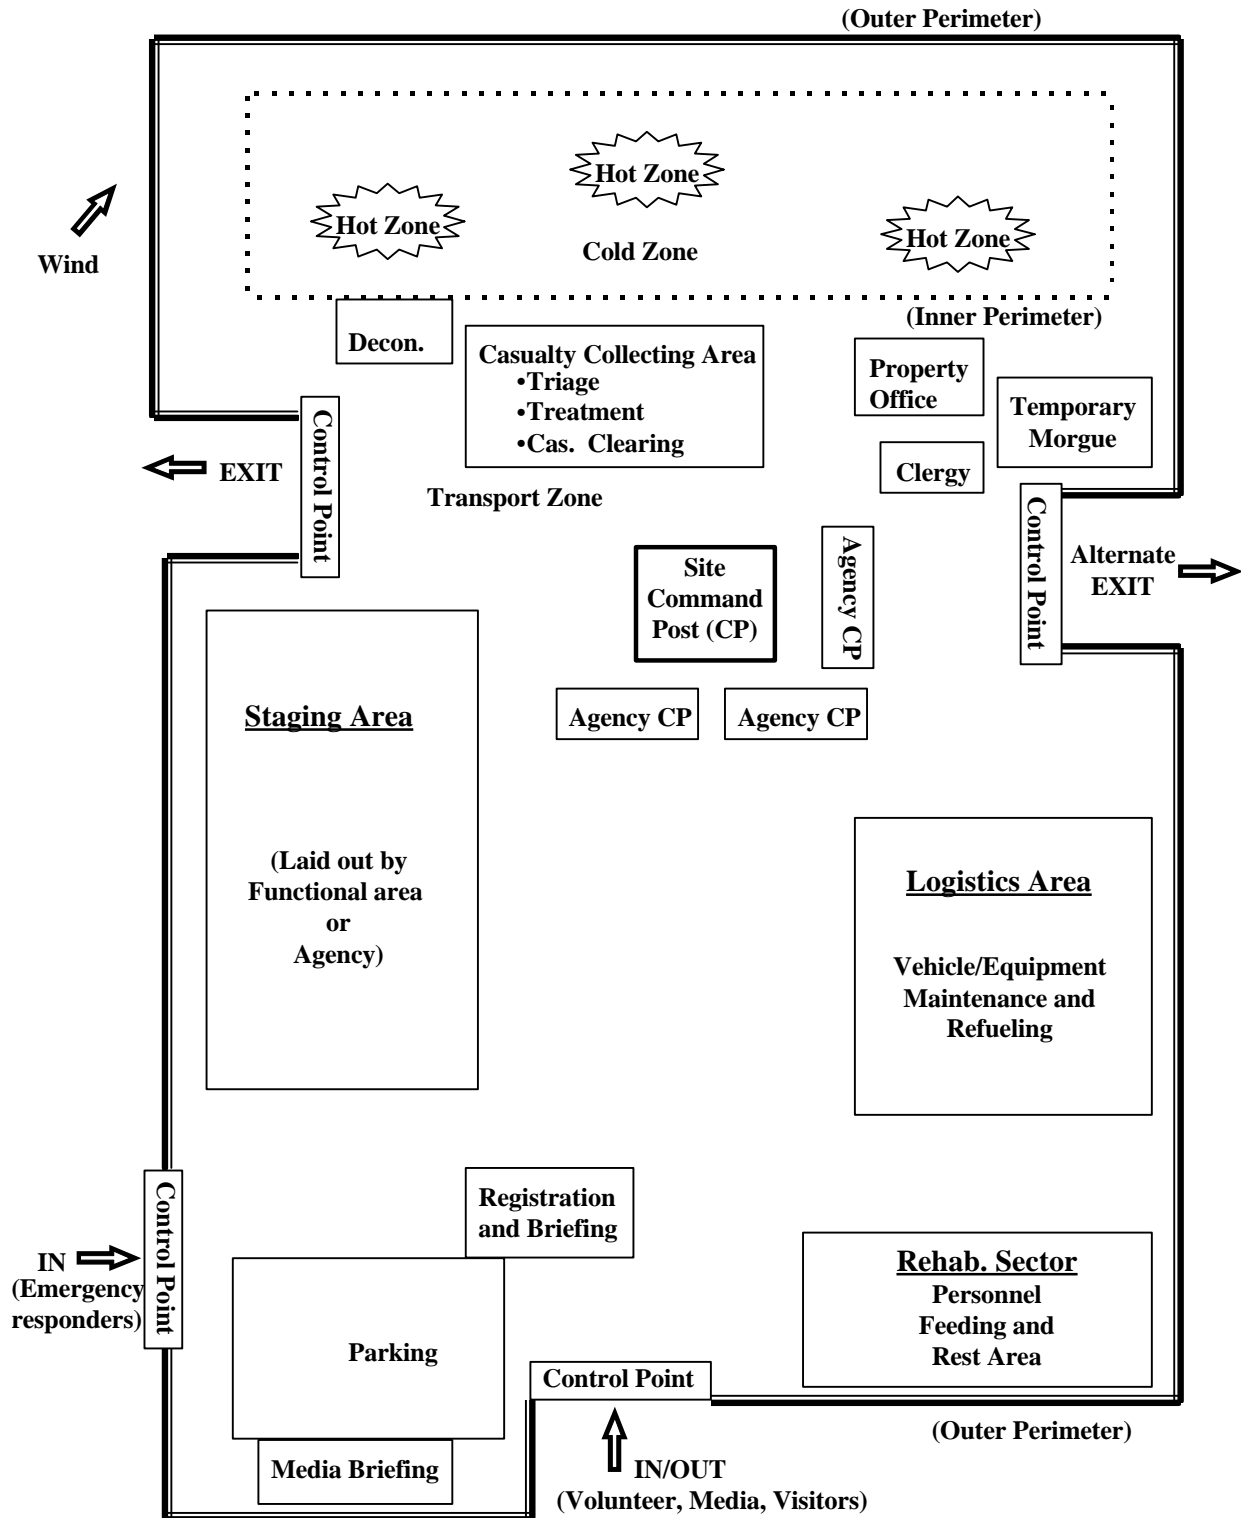 (Outer Perimeter)
Hot Zone
Hot Zone
Hot Zone
Cold Zone
Wind
(Inner Perimeter)
Decon.
Casualty Collecting Area
•Triage
•Treatment
•Cas. Clearing
Property
Office
Temporary
Morgue
Clergy
Control Point
EXIT
Transport Zone
Control Point
Alternate
EXIT
Site
Command
Post (CP)
Agency CP
Agency CP
Agency CP
Staging Area
(Laid out by
Functional area
or
Agency)
Logistics Area
Vehicle/Equipment
Maintenance and
Refueling
Control Point
IN
(Emergency
responders)
Registration
and Briefing
Parking
Rehab. Sector
Personnel
Feeding and
Rest Area
Control Point
Media Briefing
IN/OUT
(Volunteer, Media, Visitors)
(Outer Perimeter)